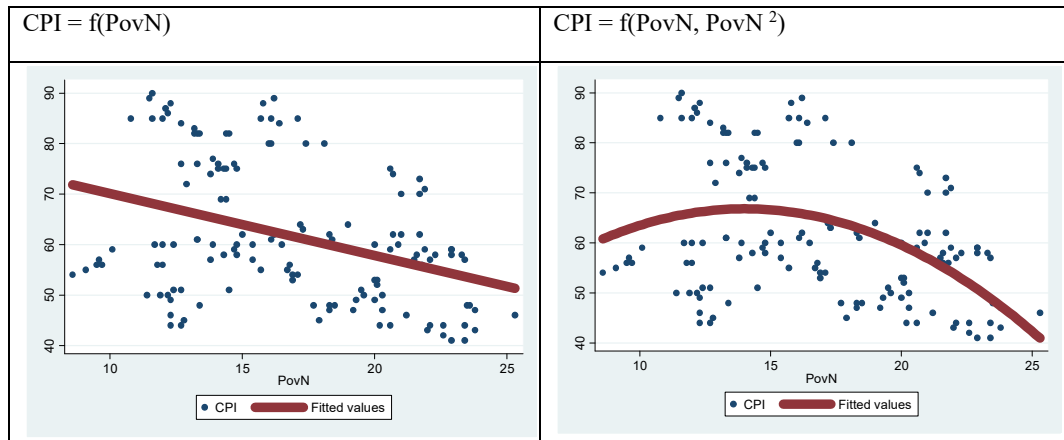 CPI = f(PovN)
CPI = f(PovN, PovN ²)
90
80
70
60
50
40
10 15 20 25
PovN
CPI Fitted values
90
80
70
60
50
40
10 15 20 25
PovN
CPI Fitted values